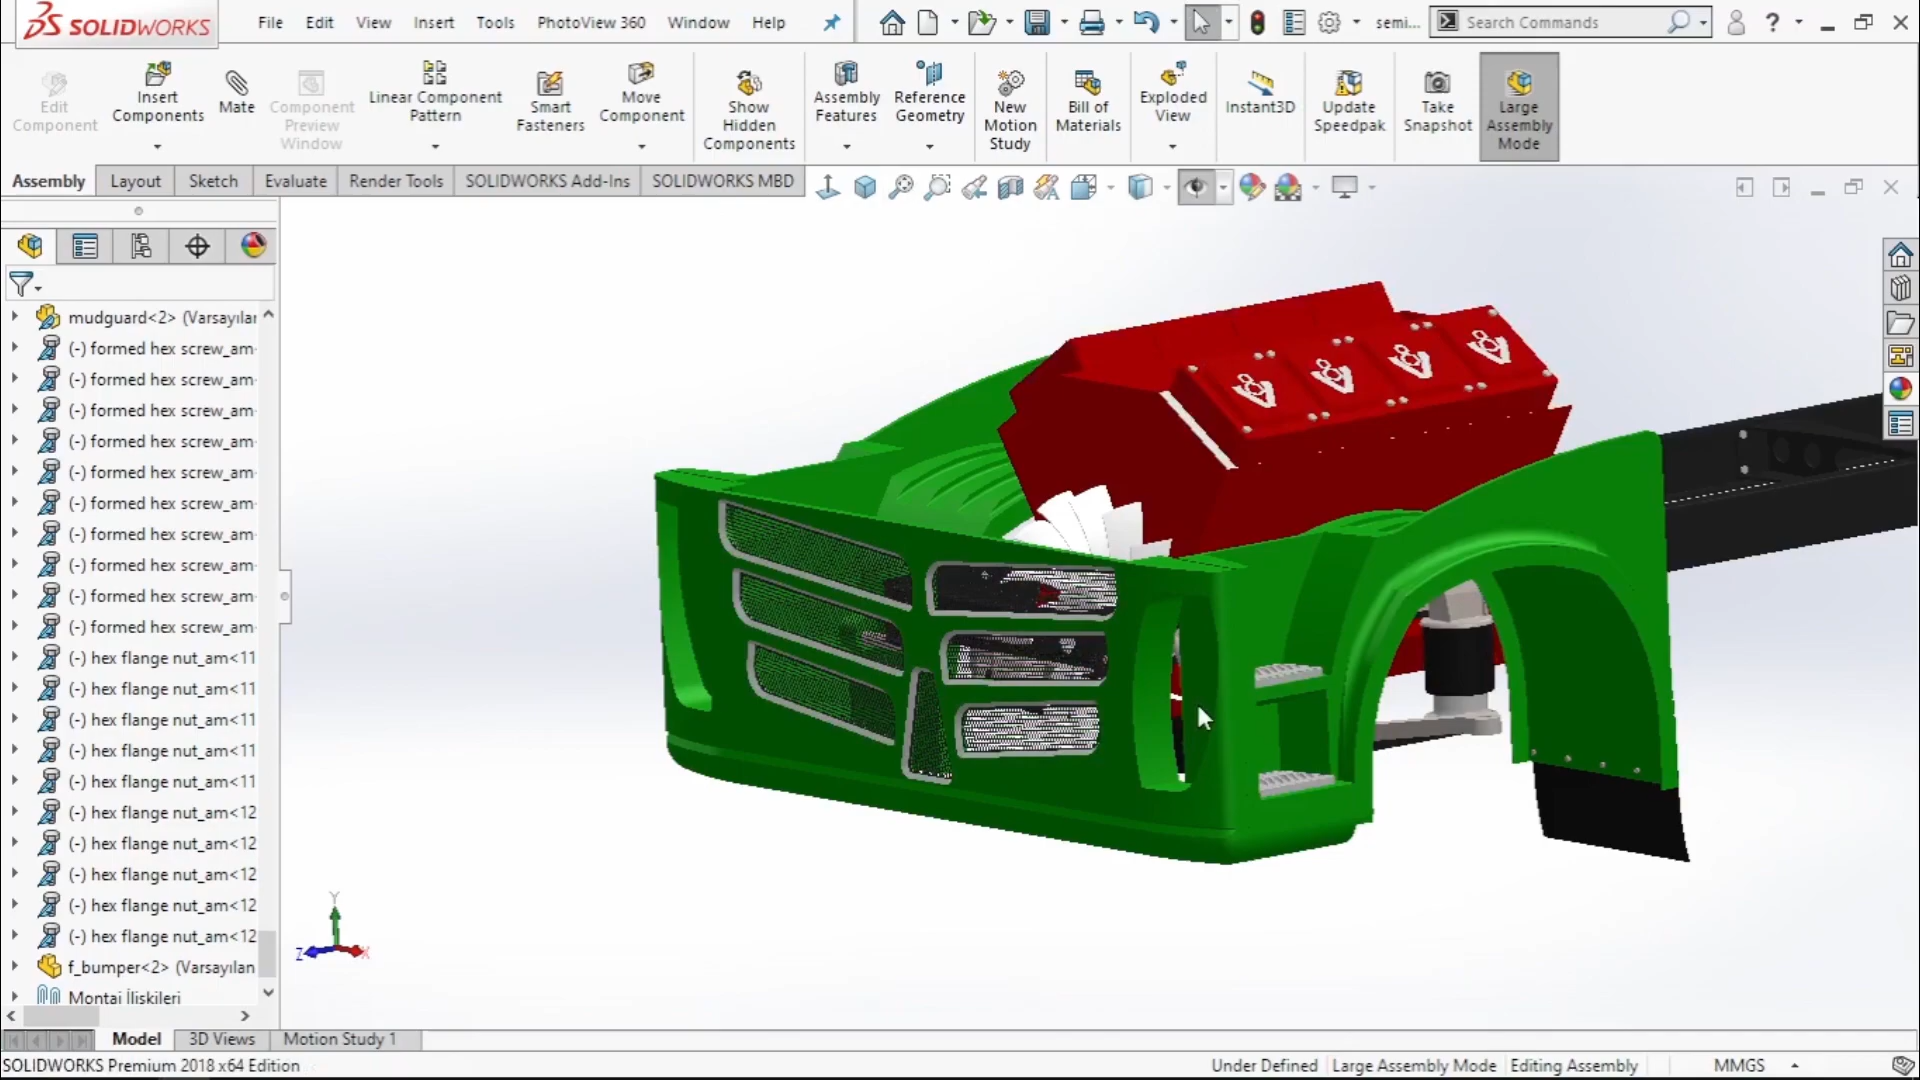 SOLIDWORKS
File Edit View Insert Tools PhotoView 360 Window Help
semi...
Search Commands
Edit Component
Insert Components
Mate
Component Preview Window
Linear Component Pattern
Smart Fasteners
Move Component
Show Hidden Components
Assembly Features
Reference Geometry
New Motion Study
Bill of Materials
Exploded View
Instant3D
Update Speedpak
Take Snapshot
Large Assembly Mode
Assembly Layout Sketch Evaluate Render Tools SOLIDWORKS Add-Ins SOLIDWORKS MBD
mudguard<2> (Varsayılar
(-) formed hex screw_am
(-) formed hex screw_am
(-) formed hex screw_am
(-) formed hex screw_am
(-) formed hex screw_am
(-) formed hex screw_am
(-) formed hex screw_am
(-) formed hex screw_am
(-) formed hex screw_am
(-) formed hex screw_am
(-) hex flange nut_am<11
(-) hex flange nut_am<11
(-) hex flange nut_am<11
(-) hex flange nut_am<11
(-) hex flange nut_am<11
(-) hex flange nut_am<12
(-) hex flange nut_am<12
(-) hex flange nut_am<12
(-) hex flange nut_am<12
(-) hex flange nut_am<12
f_bumper<2> (Varsayılan
Montaj İlişkileri
V8 V8 V8 V8
Y
Z X
Model 3D Views Motion Study 1
SOLIDWORKS Premium 2018 x64 Edition
Under Defined Large Assembly Mode Editing Assembly MMGS